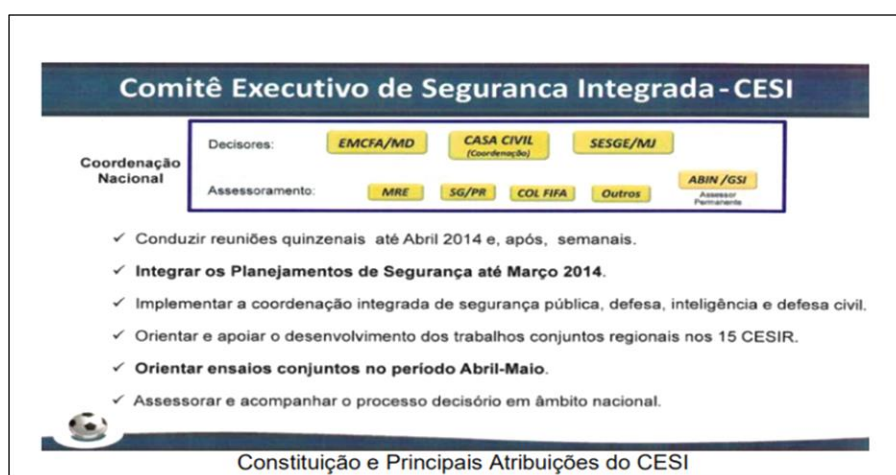 Comitê Executivo de Seguranca Integrada - CESI
Coordenação
Nacional
Decisores:
EMCFA/MD
CASA CIVIL
(Coordenação)
SESGE/MJ
Assessoramento:
MRE
SG/PR
COL FIFA
Outros
ABIN /GSI
Assessor
Permanente
✓ Conduzir reuniões quinzenais até Abril 2014 e, após, semanais.
✓ Integrar os Planejamentos de Segurança até Março 2014.
✓ Implementar a coordenação integrada de segurança pública, defesa, inteligência e defesa civil.
✓ Orientar e apoiar o desenvolvimento dos trabalhos conjuntos regionais nos 15 CESIR.
✓ Orientar ensaios conjuntos no período Abril-Maio.
✓ Assessorar e acompanhar o processo decisório em âmbito nacional.
Constituição e Principais Atribuições do CESI